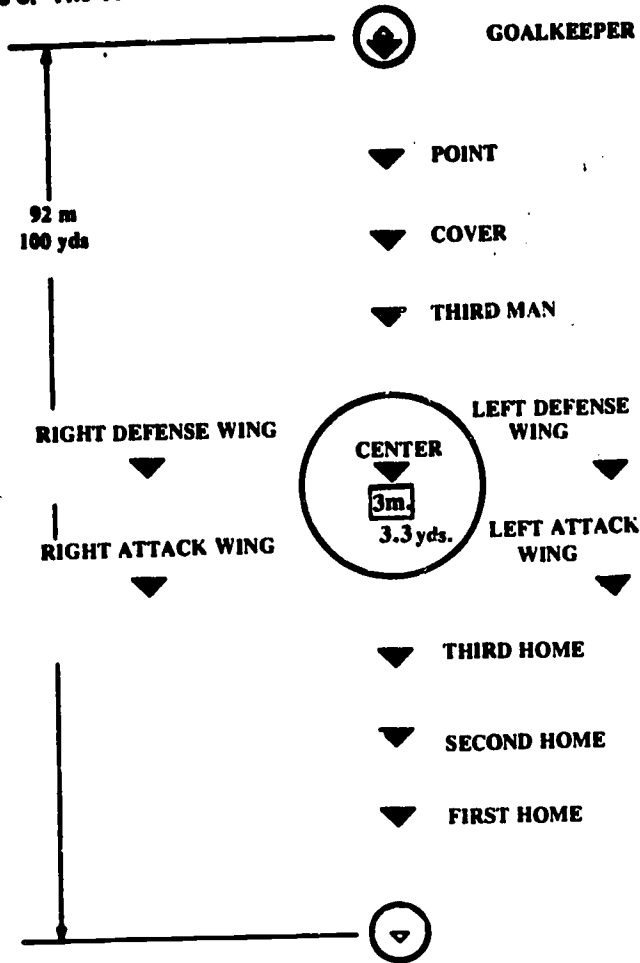 GOALKEEPER
POINT
92 m
100 yds
COVER
THIRD MAN
RIGHT DEFENSE WING
LEFT DEFENSE
WING
CENTER
3m.
3.3 yds.
RIGHT ATTACK WING
LEFT ATTACK
WING
THIRD HOME
SECOND HOME
FIRST HOME